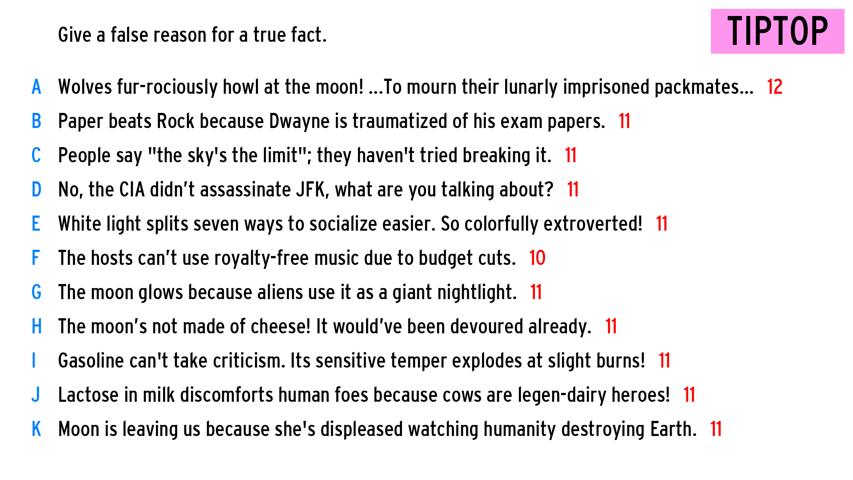 Give a false reason for a true fact.
TIPTOP
A Wolves fur-rociously howl at the moon! ...To mourn their lunarly imprisoned packmates... 12
B Paper beats Rock because Dwayne is traumatized of his exam papers. 11
C People say "the sky's the limit"; they haven't tried breaking it. 11
D No, the CIA didn’t assassinate JFK, what are you talking about? 11
E White light splits seven ways to socialize easier. So colorfully extroverted! 11
F The hosts can’t use royalty-free music due to budget cuts. 10
G The moon glows because aliens use it as a giant nightlight. 11
H The moon’s not made of cheese! It would’ve been devoured already. 11
I Gasoline can't take criticism. Its sensitive temper explodes at slight burns! 11
J Lactose in milk discomforts human foes because cows are legen-dairy heroes! 11
K Moon is leaving us because she's displeased watching humanity destroying Earth. 11